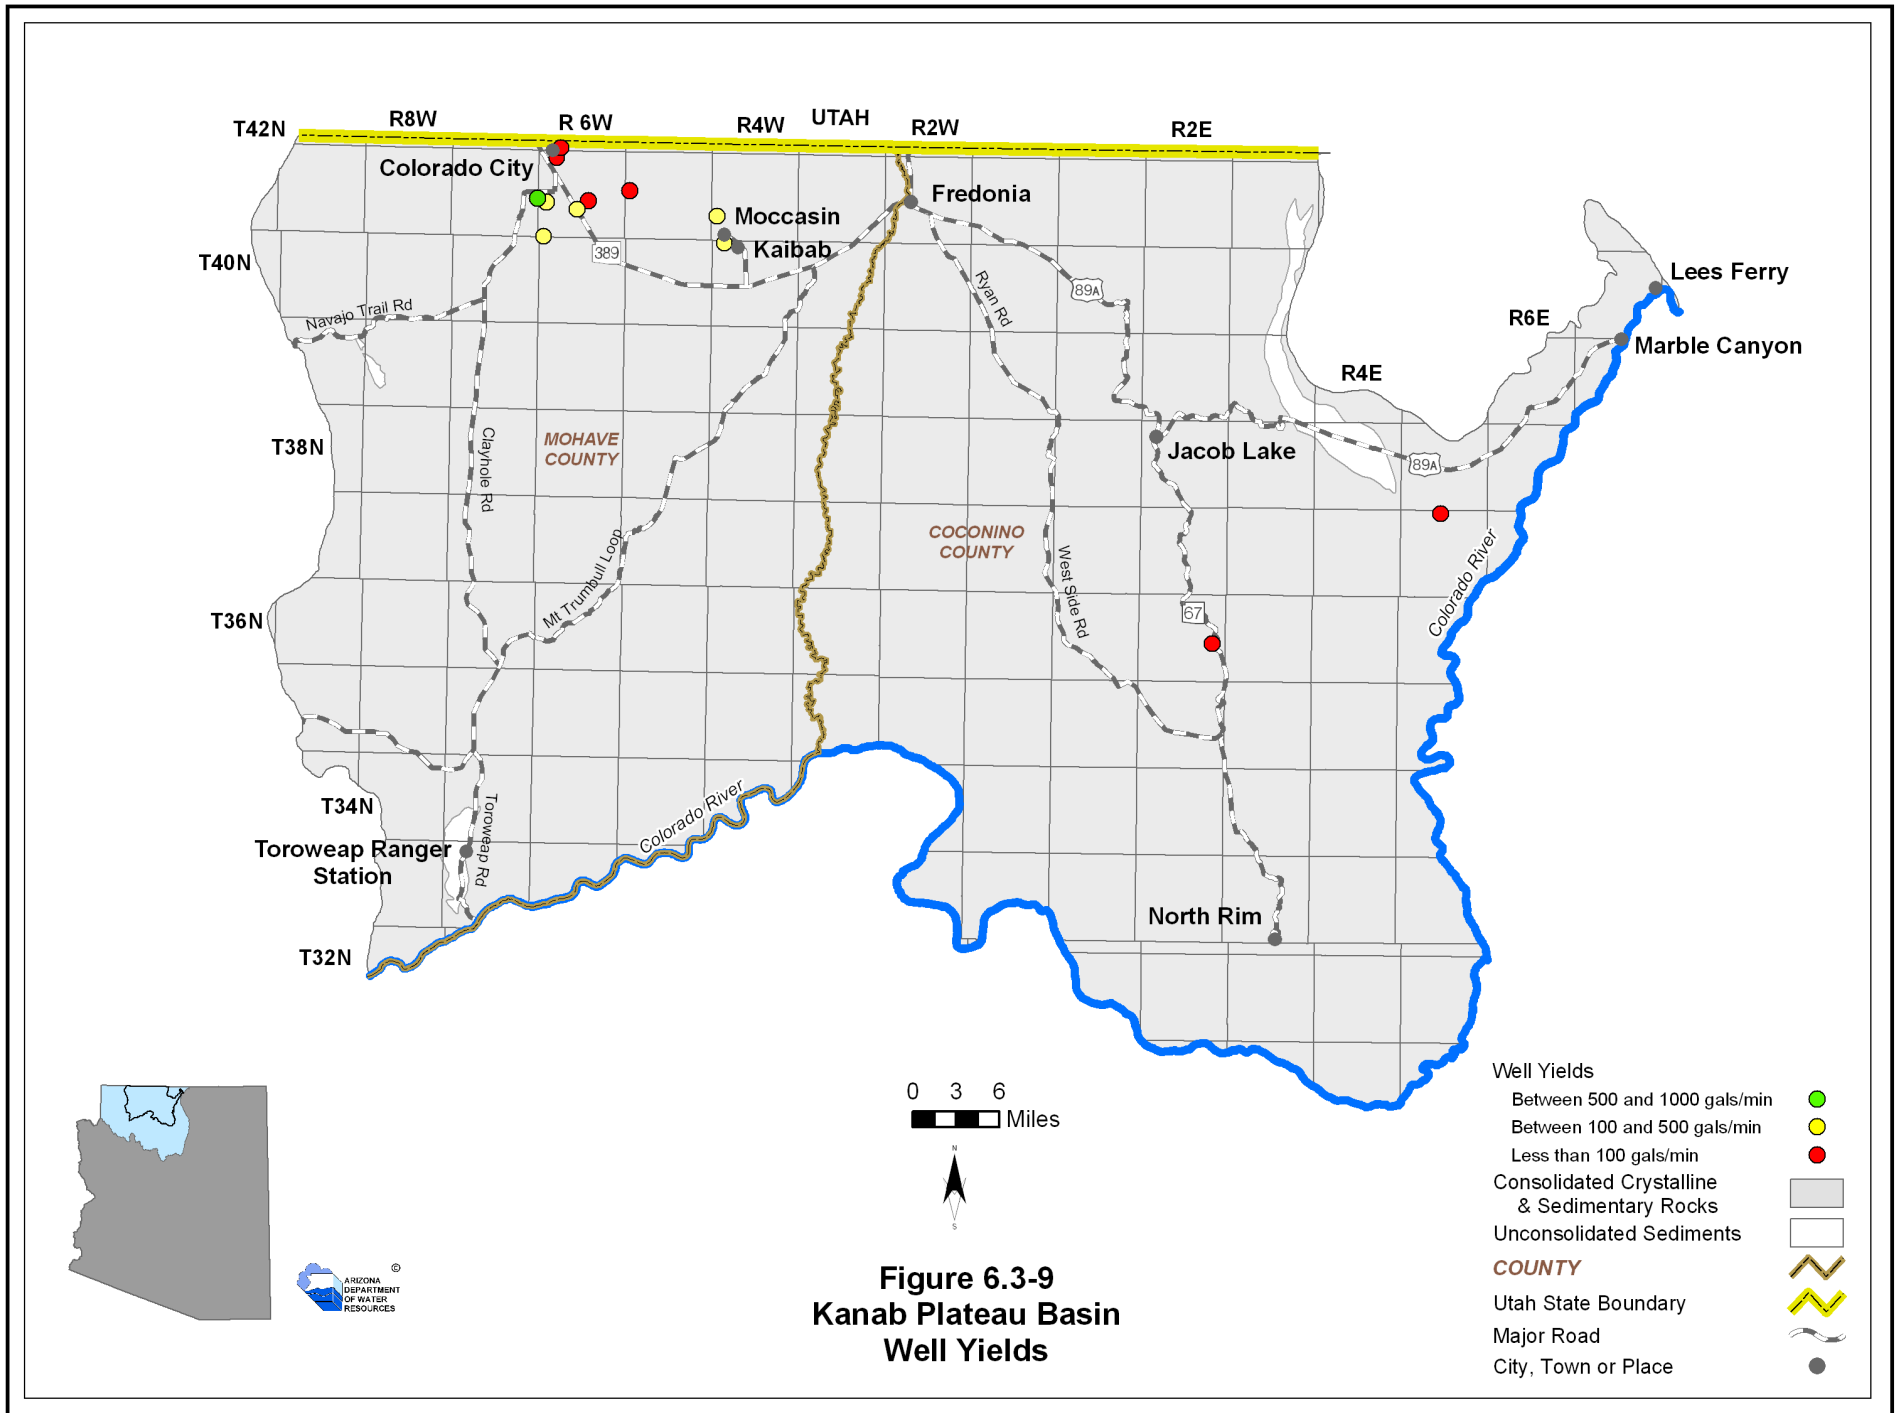 UTAH
T42N
R8W
R 6W
R4W
R2W
R2E
Colorado City
Fredonia
Moccasin
Kaibab
389
T40N
Navajo Trail Rd
Ryan Rd
89A
Lees Ferry
R6E
Marble Canyon
R4E
T38N
Clayhole Rd
MOHAVE
COUNTY
Jacob Lake
89A
COCONINO
COUNTY
Mt Trumbull Loop
West Side Rd
Colorado River
T36N
67
T34N
Colorado River
Toroweap Rd
Toroweap Ranger
Station
North Rim
T32N
0 3 6
Miles
N
S
Well Yields
Between 500 and 1000 gals/min
Between 100 and 500 gals/min
Less than 100 gals/min
Consolidated Crystalline
& Sedimentary Rocks
Unconsolidated Sediments
COUNTY
Utah State Boundary
Major Road
City, Town or Place
©
ARIZONA
DEPARTMENT
OF WATER
RESOURCES
Figure 6.3-9
Kanab Plateau Basin
Well Yields